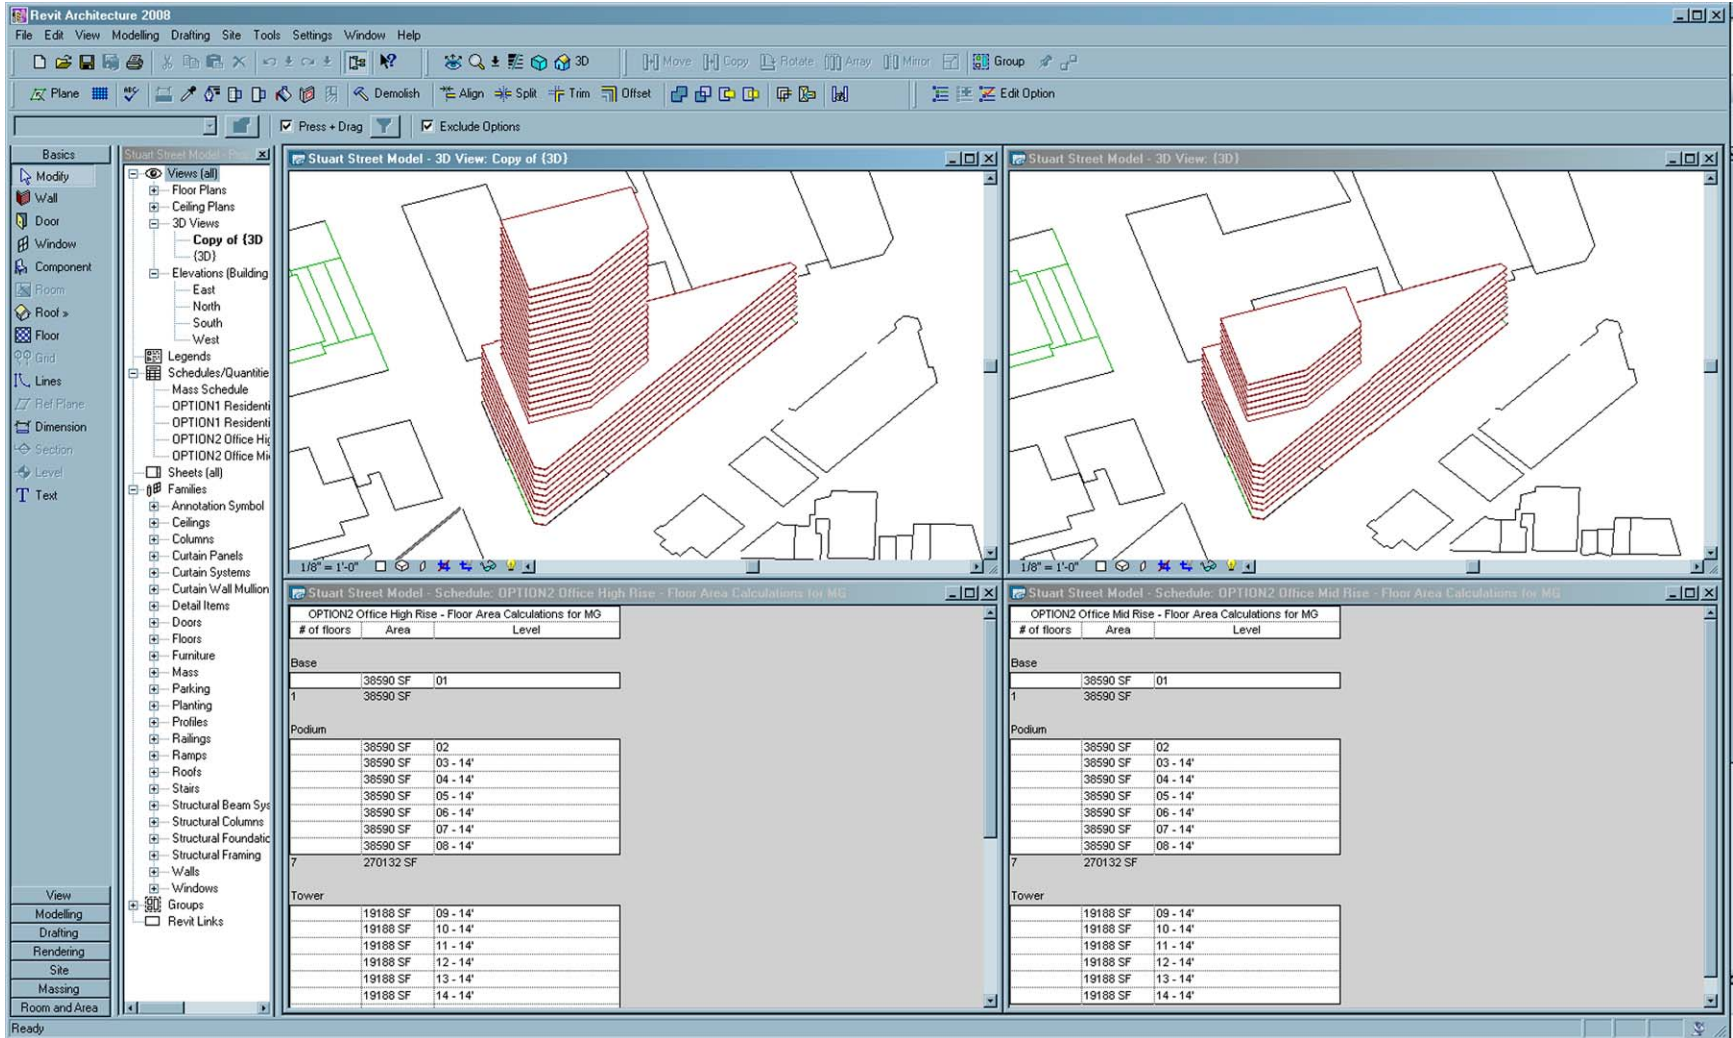 Revit Architecture 2008
File Edit View Modelling Drafting Site Tools Settings Window Help
3D Move Copy Rotate Array Mirror Group
Plane Demolish Align Split Trim Offset Edit Option
Press + Drag Exclude Options
Basics
Modify
Wall
Door
Window
Component
Room
Roof »
Floor
Grid
Lines
Ref Plane
Dimension
Section
Level
Text
View
Modelling
Drafting
Rendering
Site
Massing
Room and Area
Stuart Street Model - Pro
Views (all)
Floor Plans
Ceiling Plans
3D Views
Copy of {3D
{3D}
Elevations (Building
East
North
South
West
Legends
Schedules/Quantitie
Mass Schedule
OPTION1 Residenti
OPTION1 Residenti
OPTION2 Office Hig
OPTION2 Office Mi
Sheets (all)
Families
Annotation Symbol
Ceilings
Columns
Curtain Panels
Curtain Systems
Curtain Wall Mullion
Detail Items
Doors
Floors
Furniture
Mass
Parking
Planting
Profiles
Railings
Ramps
Roofs
Stairs
Structural Beam Sys
Structural Columns
Structural Foundatic
Structural Framing
Walls
Windows
Groups
Revit Links
Stuart Street Model - 3D View: Copy of {3D}
1/8" = 1'-0"
Stuart Street Model - 3D View: {3D}
1/8" = 1'-0"
Stuart Street Model - Schedule: OPTION2 Office High Rise - Floor Area Calculations for MG
OPTION2 Office High Rise - Floor Area Calculations for MG
# of floors Area Level
Base
38590 SF 01
1 38590 SF
Podium
38590 SF 02
38590 SF 03 - 14'
38590 SF 04 - 14'
38590 SF 05 - 14'
38590 SF 06 - 14'
38590 SF 07 - 14'
38590 SF 08 - 14'
7 270132 SF
Tower
19188 SF 09 - 14'
19188 SF 10 - 14'
19188 SF 11 - 14'
19188 SF 12 - 14'
19188 SF 13 - 14'
19188 SF 14 - 14'
Stuart Street Model - Schedule: OPTION2 Office Mid Rise - Floor Area Calculations for MG
OPTION2 Office Mid Rise - Floor Area Calculations for MG
# of floors Area Level
Base
38590 SF 01
1 38590 SF
Podium
38590 SF 02
38590 SF 03 - 14'
38590 SF 04 - 14'
38590 SF 05 - 14'
38590 SF 06 - 14'
38590 SF 07 - 14'
38590 SF 08 - 14'
7 270132 SF
Tower
19188 SF 09 - 14'
19188 SF 10 - 14'
19188 SF 11 - 14'
19188 SF 12 - 14'
19188 SF 13 - 14'
19188 SF 14 - 14'
Ready